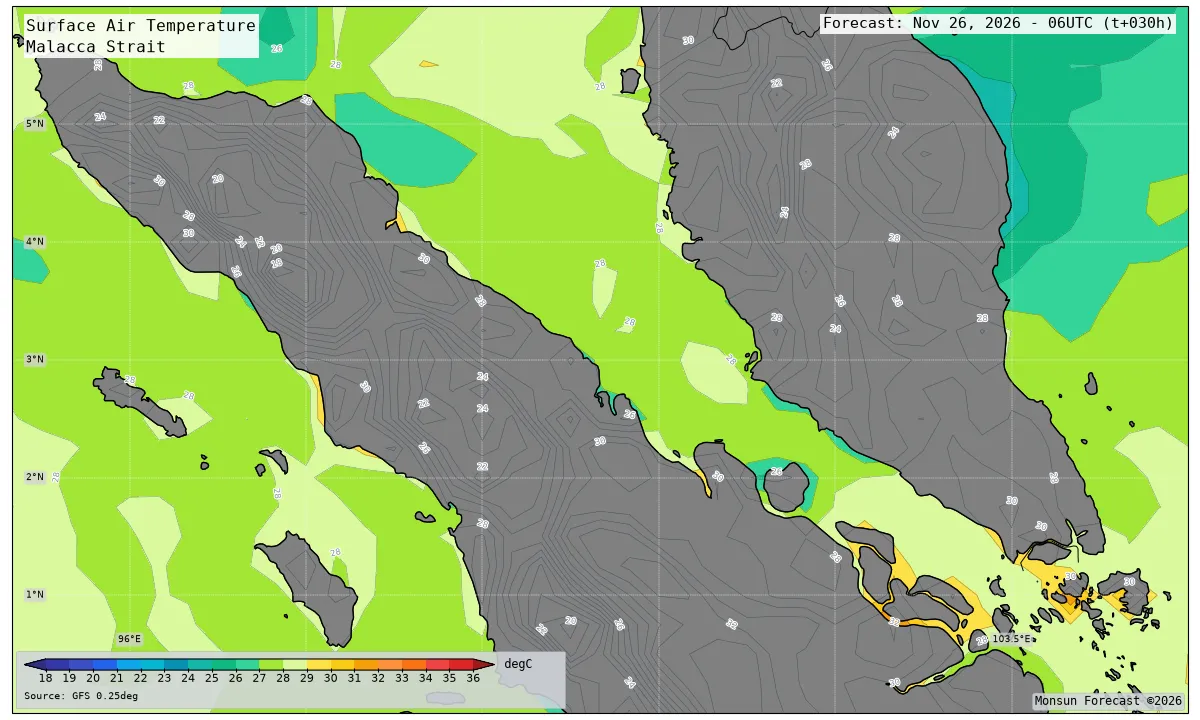 Surface Air Temperature
Malacca Strait
Forecast: Nov 26, 2026 - 06UTC (t+030h)
5°N
4°N
3°N
2°N
1°N
96°E
103.5°E
18 19 20 21 22 23 24 25 26 27 28 29 30 31 32 33 34 35 36
degC
Source: GFS 0.25deg
Monsun Forecast ©2026